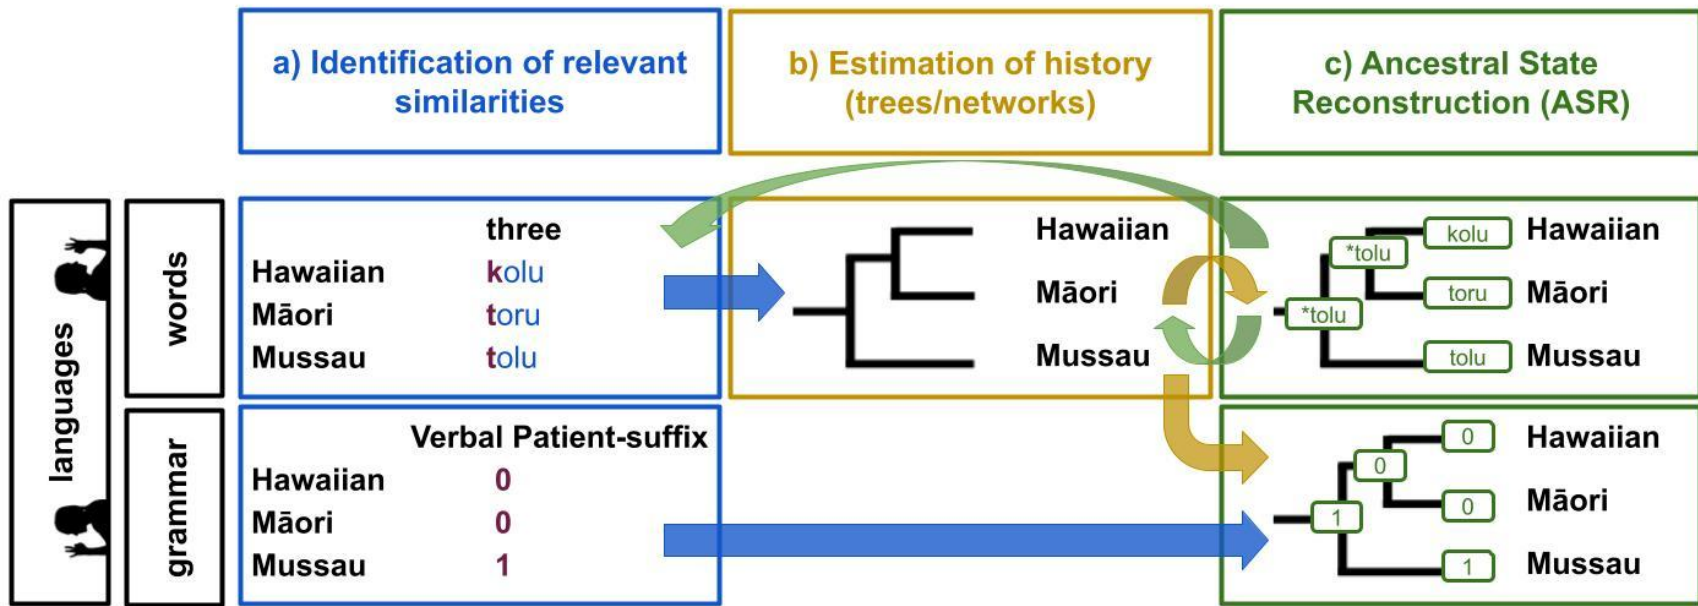 a) Identification of relevant
similarities
b) Estimation of history
(trees/networks)
c) Ancestral State
Reconstruction (ASR)
languages
words
three
Hawaiian kolu
Māori toru
Mussau tolu
Hawaiian
Māori
Mussau
*tolu
*tolu
kolu Hawaiian
toru Māori
tolu Mussau
grammar
Verbal Patient-suffix
Hawaiian 0
Māori 0
Mussau 1
1
0
0 Hawaiian
0 Māori
1 Mussau